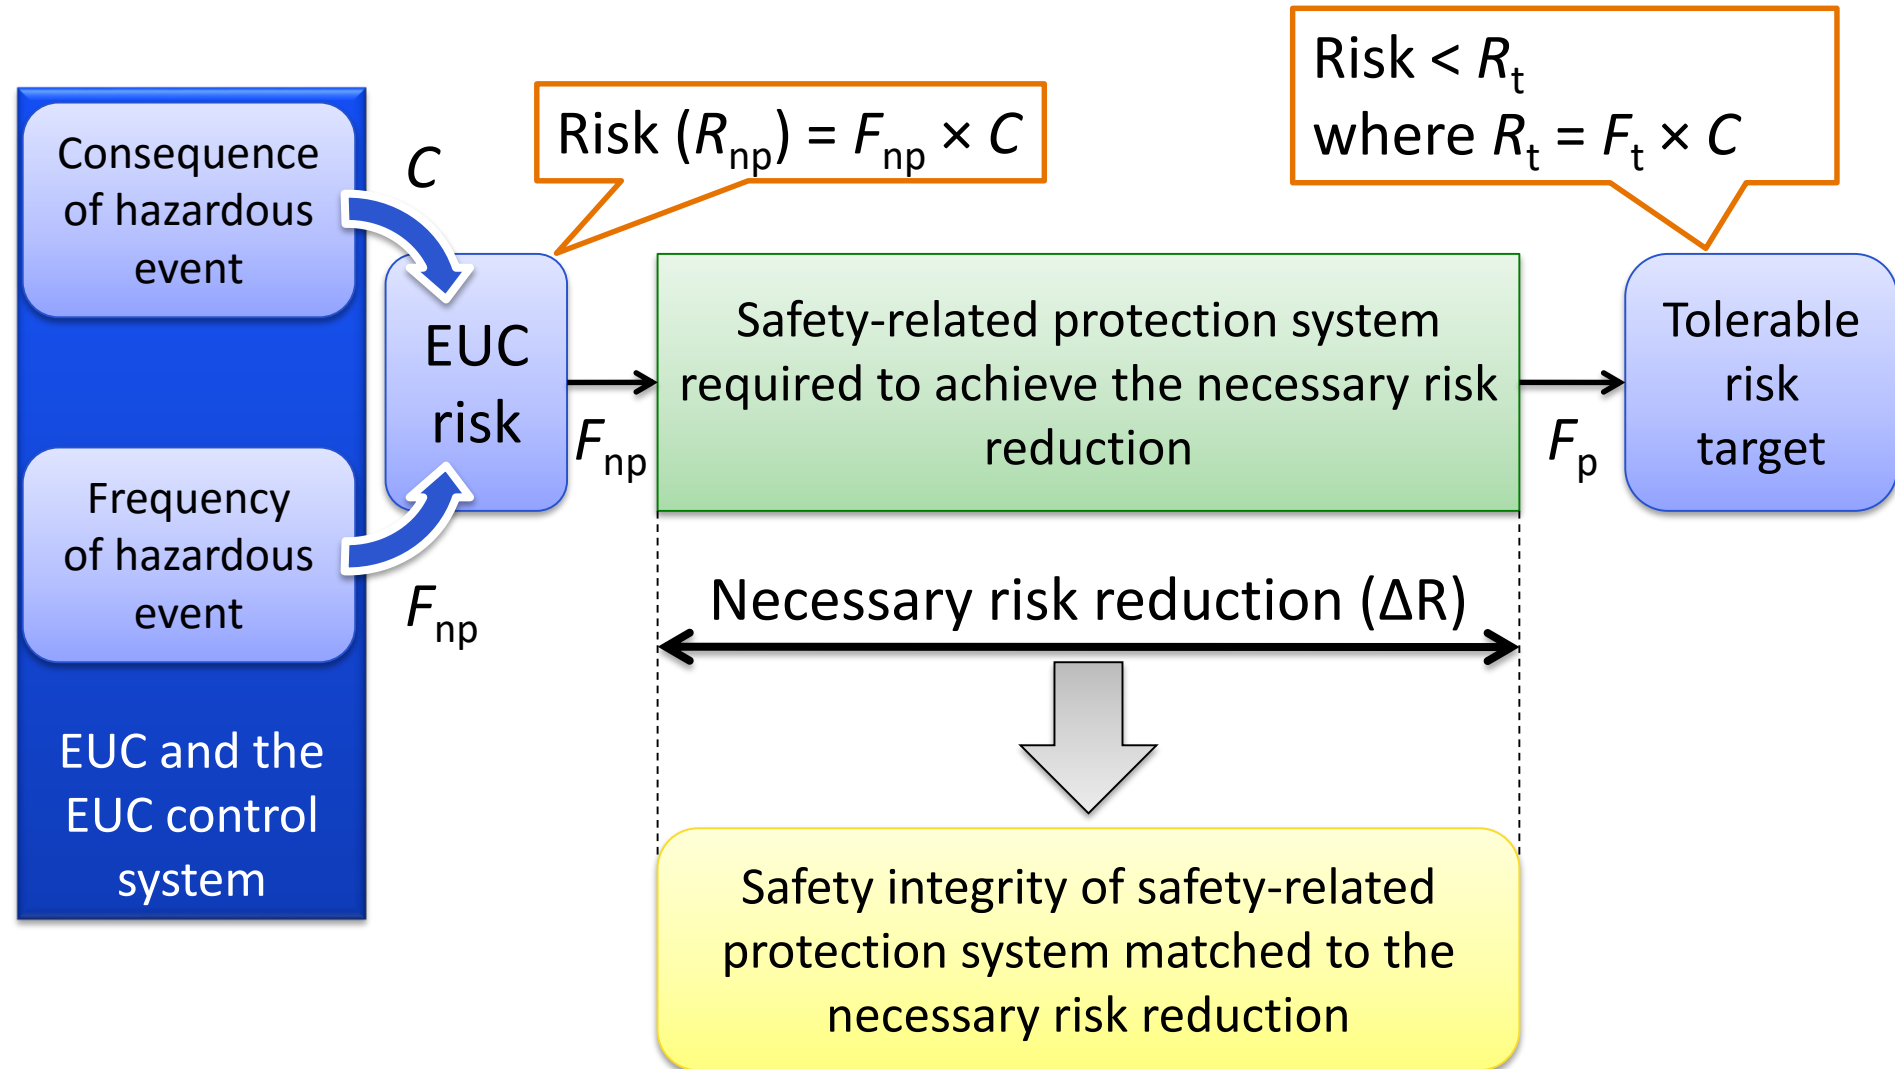 Consequence
of hazardous
event
C
Frequency
of hazardous
event
Fnp
EUC and the
EUC control
system
Risk (Rnp) = Fnp × C
EUC
risk
Fnp
Safety-related protection system
required to achieve the necessary risk
reduction
Fp
Risk < Rt
where Rt = Ft × C
Tolerable
risk
target
Necessary risk reduction (ΔR)
Safety integrity of safety-related
protection system matched to the
necessary risk reduction